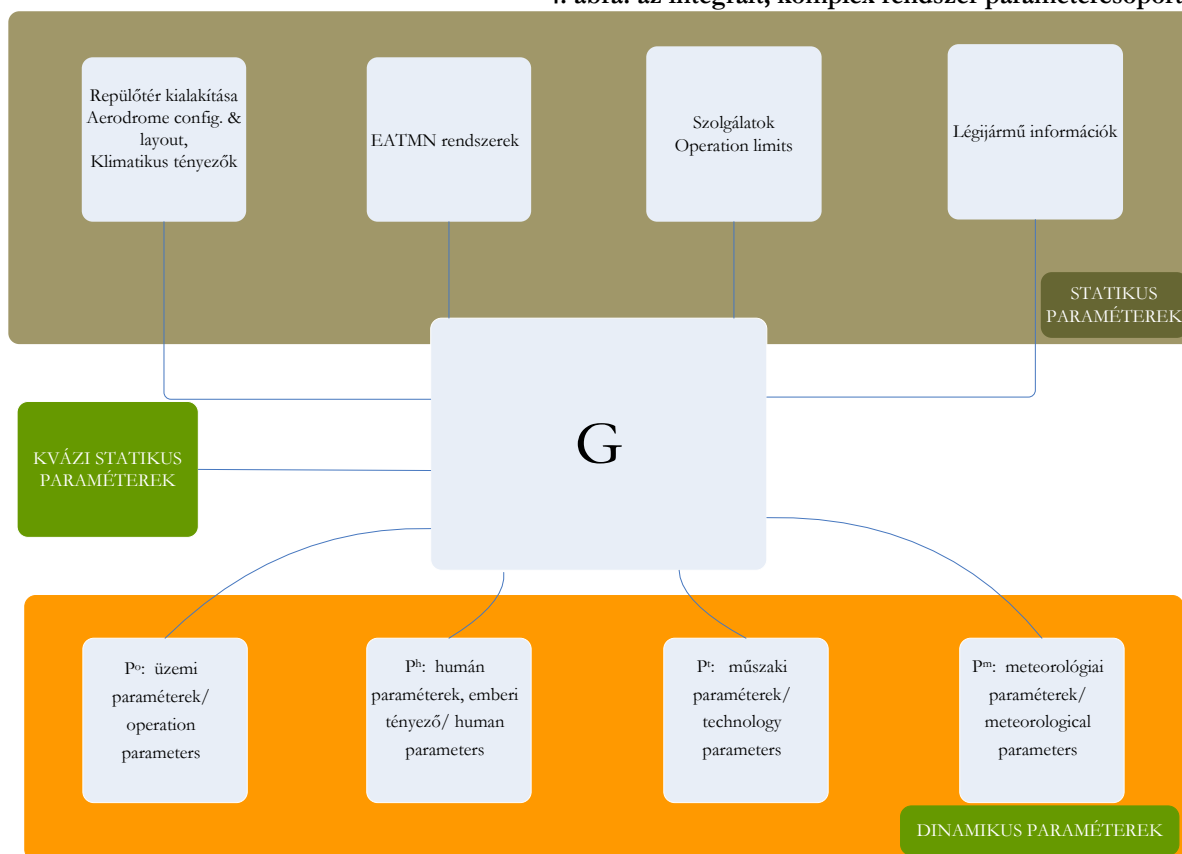 4. ábra: az integrált, komplex rendszer paramétercsoport
Repülőtér kialakítása
Aerodrome config. &
layout,
Klimatikus tényezők
EATMN rendszerek
Szolgálatok
Operation limits
Légijármű információk
STATIKUS
PARAMÉTEREK
G
KVÁZI STATIKUS
PARAMÉTEREK
Pᵒ: üzemi
paraméterek/
operation
parameters
Pʰ: humán
paraméterek, emberi
tényező/ human
parameters
Pᵗ: műszaki
paraméterek/
technology
parameters
Pᵐ: meteorológiai
paraméterek/
meteorological
parameters
DINAMIKUS PARAMÉTEREK